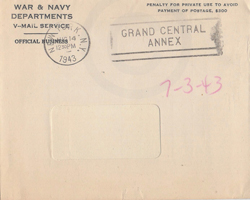 WAR & NAVY
DEPARTMENTS
V-MAIL SERVICE
OFFICIAL BUSINESS
PENALTY FOR PRIVATE USE TO AVOID
PAYMENT OF POSTAGE, $300
N.Y.
14
1943
GRAND CENTRAL
ANNEX
7-3-43